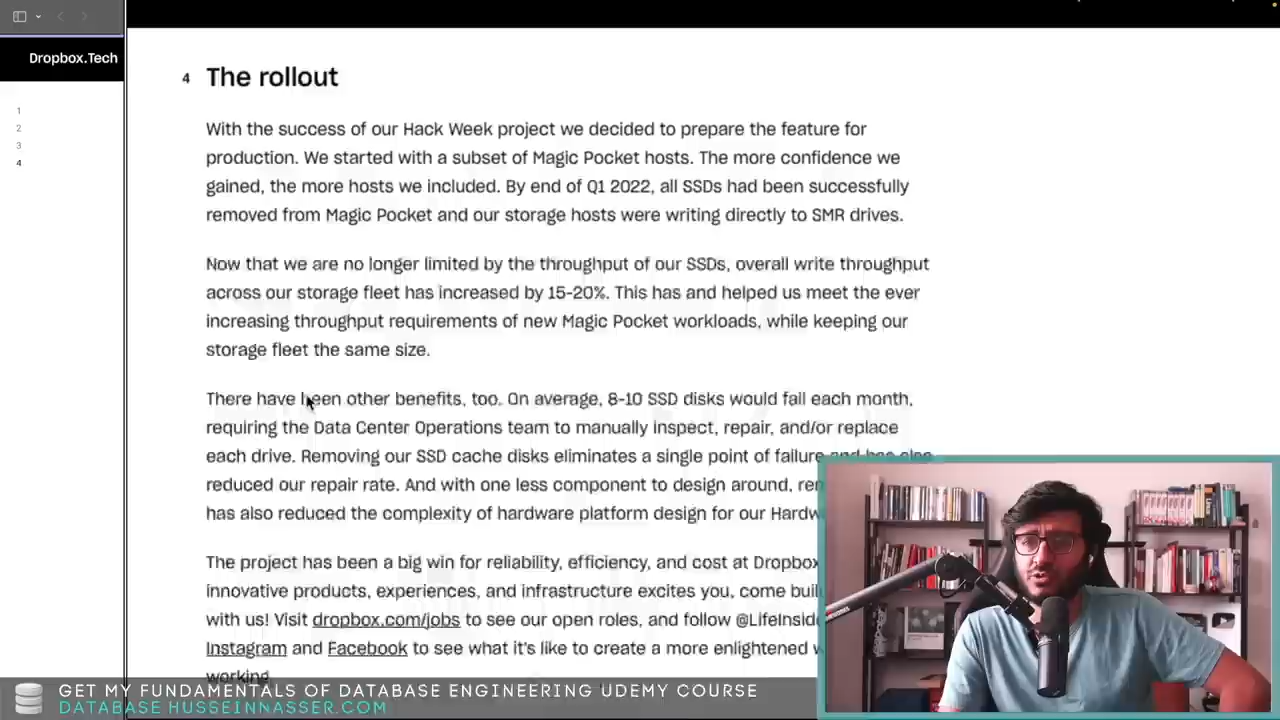 Dropbox.Tech
1
2
3
4
4 The rollout
With the success of our Hack Week project we decided to prepare the feature for
production. We started with a subset of Magic Pocket hosts. The more confidence we
gained, the more hosts we included. By end of Q1 2022, all SSDs had been successfully
removed from Magic Pocket and our storage hosts were writing directly to SMR drives.
Now that we are no longer limited by the throughput of our SSDs, overall write throughput
across our storage fleet has increased by 15-20%. This has and helped us meet the ever
increasing throughput requirements of new Magic Pocket workloads, while keeping our
storage fleet the same size.
There have been other benefits, too. On average, 8-10 SSD disks would fail each month,
requiring the Data Center Operations team to manually inspect, repair, and/or replace
each drive. Removing our SSD cache disks eliminates a single point of failure and has also
reduced our repair rate. And with one less component to design around, 
has also reduced the complexity of hardware platform design for our
The project has been a big win for reliability, efficiency, and cost at Dropbox
innovative products, experiences, and infrastructure excites you, come
with us! Visit dropbox.com/jobs to see our open roles, and follow
Instagram and Facebook to see what it's like to create a more enlightened
working
GET MY FUNDAMENTALS OF DATABASE ENGINEERING UDEMY COURSE
DATABASE.HUSSEINNASSER.COM